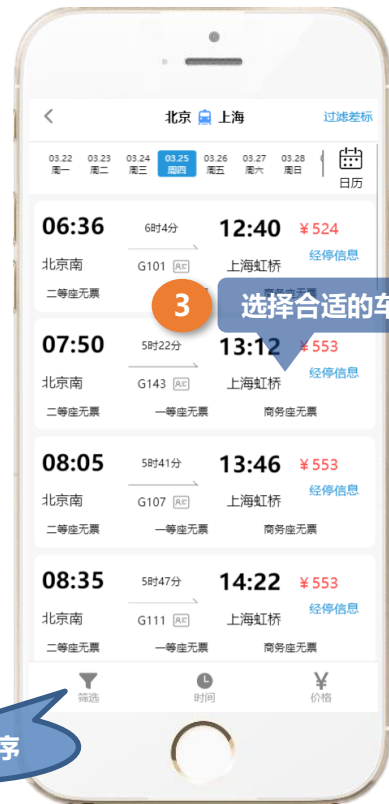 北京 上海 过滤差标
03.22 03.23 03.24 03.25 03.26 03.27 03.28
周一 周二 周三 周四 周五 周六 周日
日历
06:36 6时4分 12:40 ￥524
经停信息
北京南 G101 上海虹桥
二等座无票
3 选择合适的车
07:50 5时22分 13:12 ￥553
经停信息
北京南 G143 上海虹桥
二等座无票 一等座无票 商务座无票
08:05 5时41分 13:46 ￥553
经停信息
北京南 G107 上海虹桥
二等座无票 一等座无票 商务座无票
08:35 5时47分 14:22 ￥553
经停信息
北京南 G111 上海虹桥
二等座无票 一等座无票 商务座无票
筛选 时间 价格
序